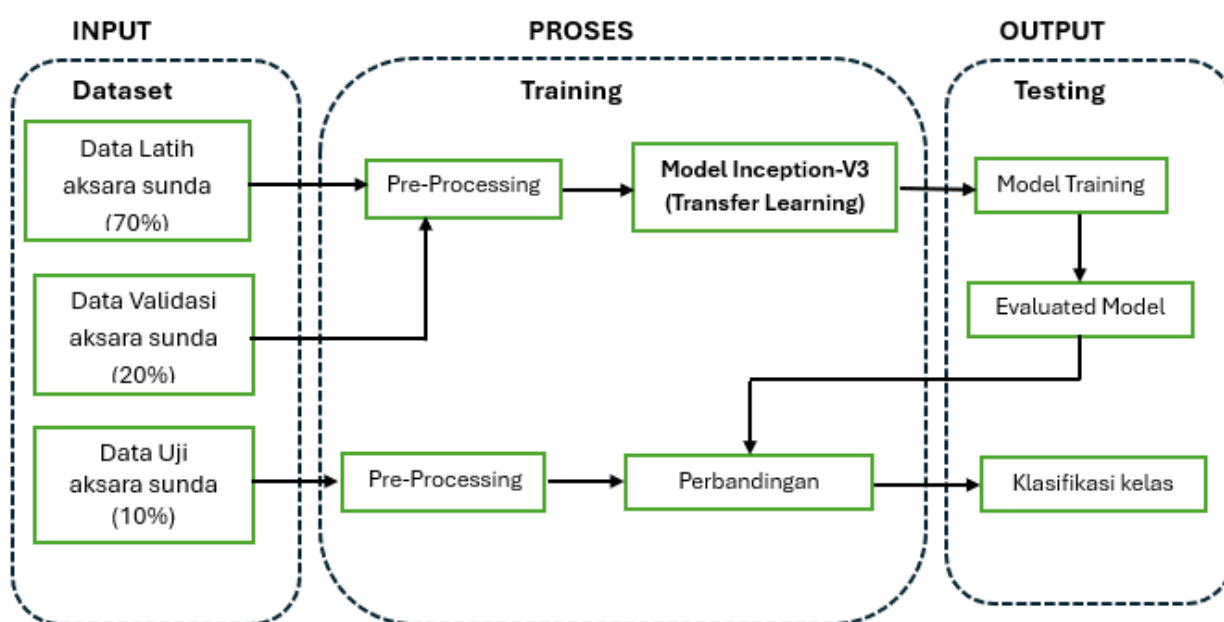 INPUT
PROSES
OUTPUT
Dataset
Training
Testing
Data Latih
aksara sunda
(70%)
Pre-Processing
Model Inception-V3
(Transfer Learning)
Model Training
Data Validasi
aksara sunda
(20%)
Evaluated Model
Data Uji
aksara sunda
(10%)
Pre-Processing
Perbandingan
Klasifikasi kelas